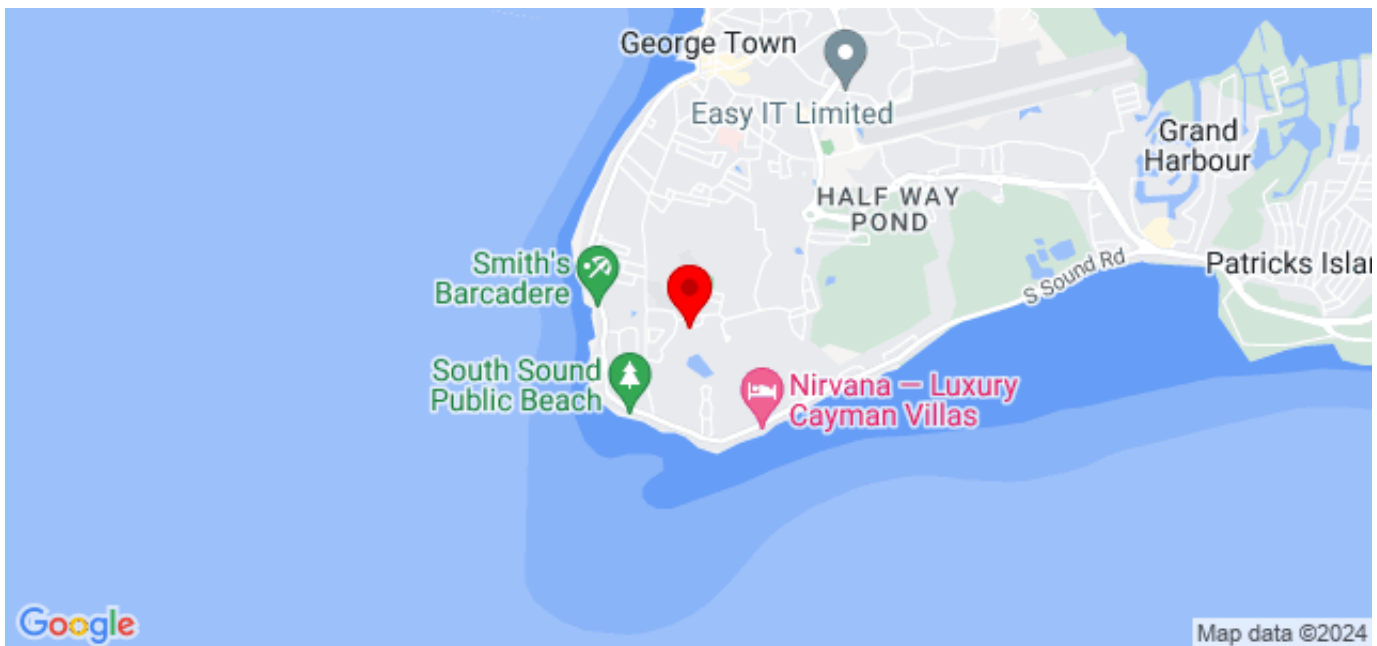 George Town
Easy IT Limited
Grand
Harbour
HALF WAY
POND
Smith's
Barcadere
S Sound Rd
Patricks Islar
South Sound
Public Beach
Nirvana — Luxury
Cayman Villas
Google
Map data ©2024